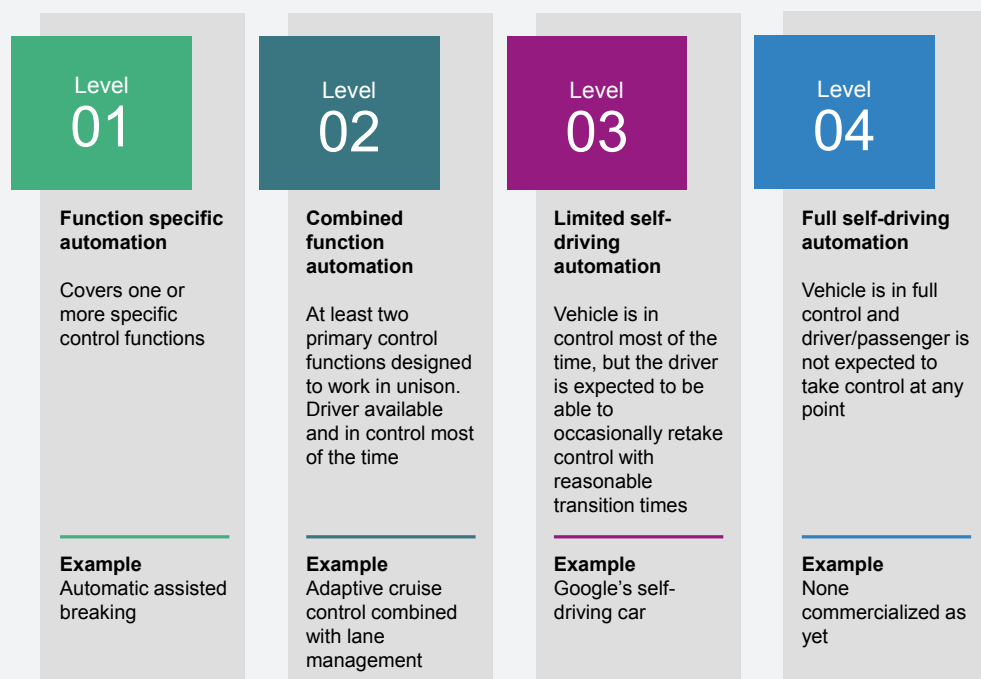 Level
01
Function specific
automation
Covers one or
more specific
control functions
Example
Automatic assisted
breaking
Level
02
Combined
function
automation
At least two
primary control
functions designed
to work in unison.
Driver available
and in control most
of the time
Example
Adaptive cruise
control combined
with lane
management
Level
03
Limited self-
driving
automation
Vehicle is in
control most of the
time, but the driver
is expected to be
able to
occasionally retake
control with
reasonable
transition times
Example
Google’s self-
driving car
Level
04
Full self-driving
automation
Vehicle is in full
control and
driver/passenger is
not expected to
take control at any
point
Example
None
commercialized as
yet